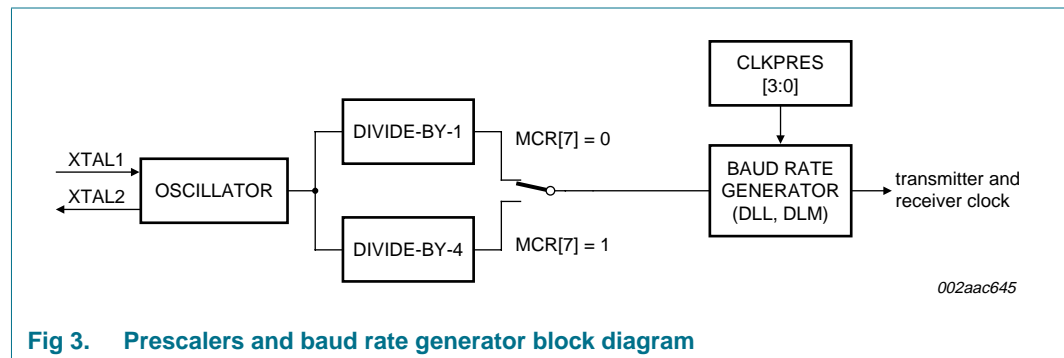 CLKPRES
[3:0]
DIVIDE-BY-1
MCR[7] = 0
XTAL1
XTAL2
OSCILLATOR
BAUD RATE
GENERATOR
(DLL, DLM)
transmitter and
receiver clock
DIVIDE-BY-4
MCR[7] = 1
002aac645
Fig 3. Prescalers and baud rate generator block diagram